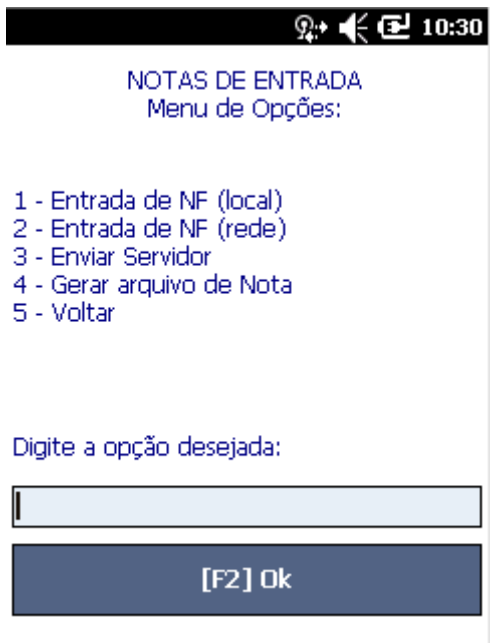 10:30
NOTAS DE ENTRADA
Menu de Opções:
1 - Entrada de NF (local)
2 - Entrada de NF (rede)
3 - Enviar Servidor
4 - Gerar arquivo de Nota
5 - Voltar
Digite a opção desejada:
[F2] Ok